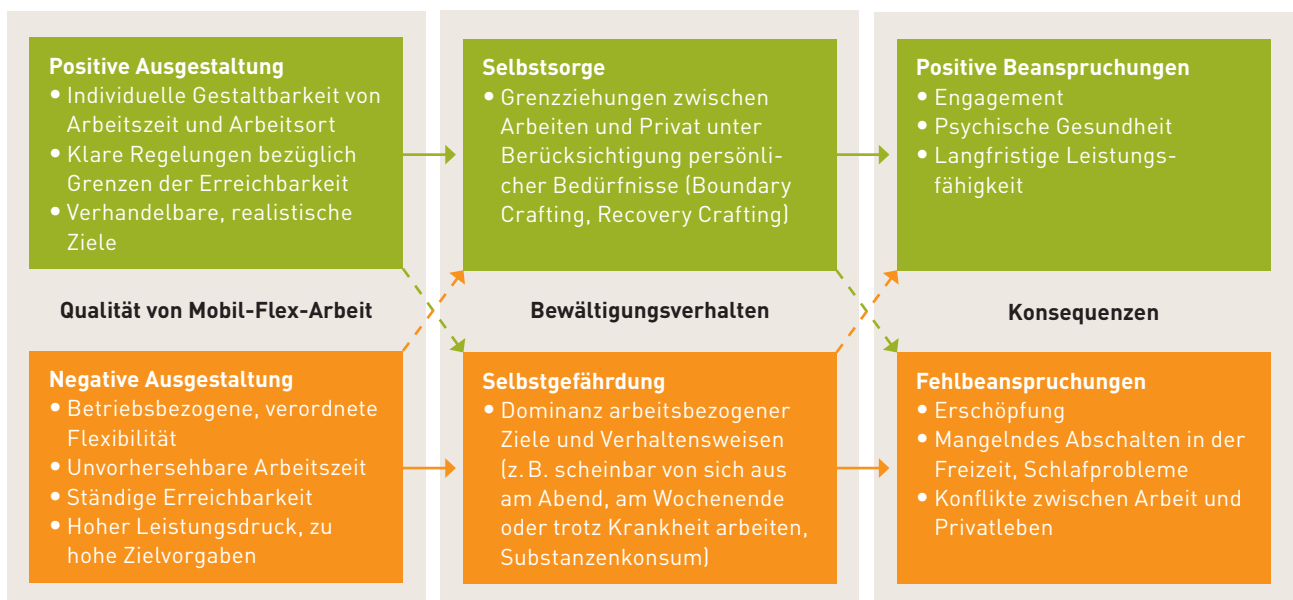 Positive Ausgestaltung
• Individuelle Gestaltbarkeit von
Arbeitszeit und Arbeitsort
• Klare Regelungen bezüglich
Grenzen der Erreichbarkeit
• Verhandelbare, realistische
Ziele
Qualität von Mobil-Flex-Arbeit
Negative Ausgestaltung
• Betriebsbezogene, verordnete
Flexibilität
• Unvorhersehbare Arbeitszeit
• Ständige Erreichbarkeit
• Hoher Leistungsdruck, zu
hohe Zielvorgaben
Selbstsorge
• Grenzziehungen zwischen
Arbeiten und Privat unter
Berücksichtigung persönli-
cher Bedürfnisse (Boundary
Crafting, Recovery Crafting)
Bewältigungsverhalten
Selbstgefährdung
• Dominanz arbeitsbezogener
Ziele und Verhaltensweisen
(z. B. scheinbar von sich aus
am Abend, am Wochenende
oder trotz Krankheit arbeiten,
Substanzenkonsum)
Positive Beanspruchungen
• Engagement
• Psychische Gesundheit
• Langfristige Leistungs-
fähigkeit
Konsequenzen
Fehlbeanspruchungen
• Erschöpfung
• Mangelndes Abschalten in der
Freizeit, Schlafprobleme
• Konflikte zwischen Arbeit und
Privatleben